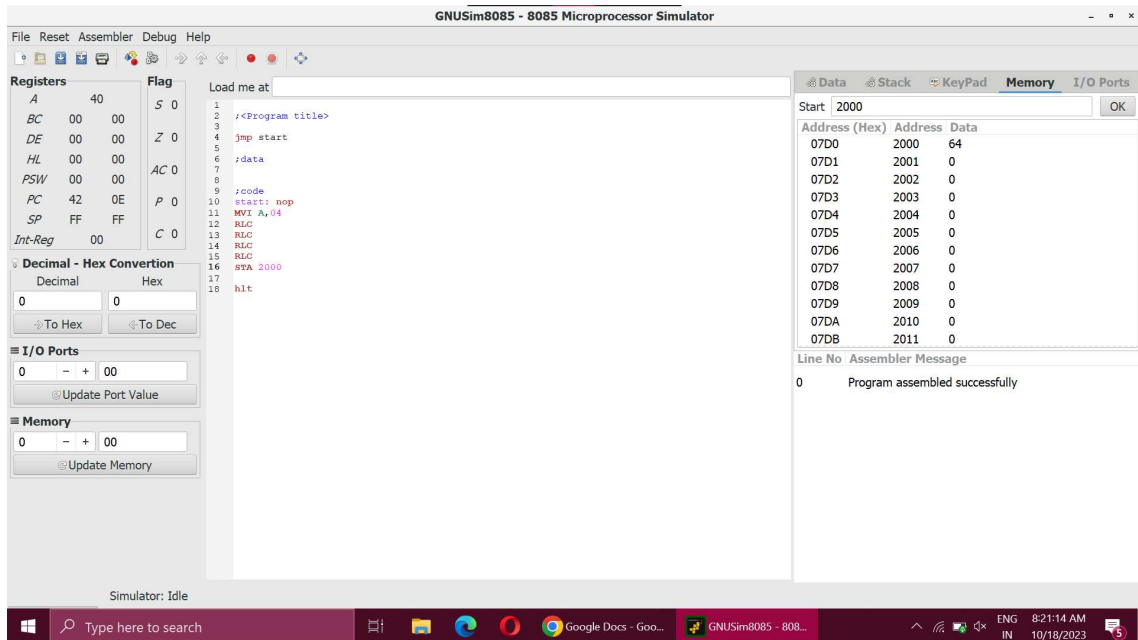 GNUSim8085 - 8085 Microprocessor Simulator
File Reset Assembler Debug Help
Registers
A 40
BC 00 00
DE 00 00
HL 00 00
PSW 00 00
PC 42 0E
SP FF FF
Int-Reg 00
Flag
S 0
Z 0
AC 0
P 0
C 0
Decimal - Hex Convertion
Decimal Hex
0 0
To Hex To Dec
I/O Ports
0 - + 00
Update Port Value
Memory
0 - + 00
Update Memory
Load me at
1
2 ;<Program title>
3
4 jmp start
5
6 ;data
7
8
9 ;code
10 start: nop
11 MVI A,04
12 RLC
13 RLC
14 RLC
15 RLC
16 STA 2000
17
18 hlt
Data Stack KeyPad Memory I/O Ports
Start 2000 OK
Address (Hex) Address Data
07D0 2000 64
07D1 2001 0
07D2 2002 0
07D3 2003 0
07D4 2004 0
07D5 2005 0
07D6 2006 0
07D7 2007 0
07D8 2008 0
07D9 2009 0
07DA 2010 0
07DB 2011 0
Line No Assembler Message
0 Program assembled successfully
Simulator: Idle
Type here to search
Google Docs - Goo...
GNUSim8085 - 808...
ENG
IN
8:21:14 AM
10/18/2023
5